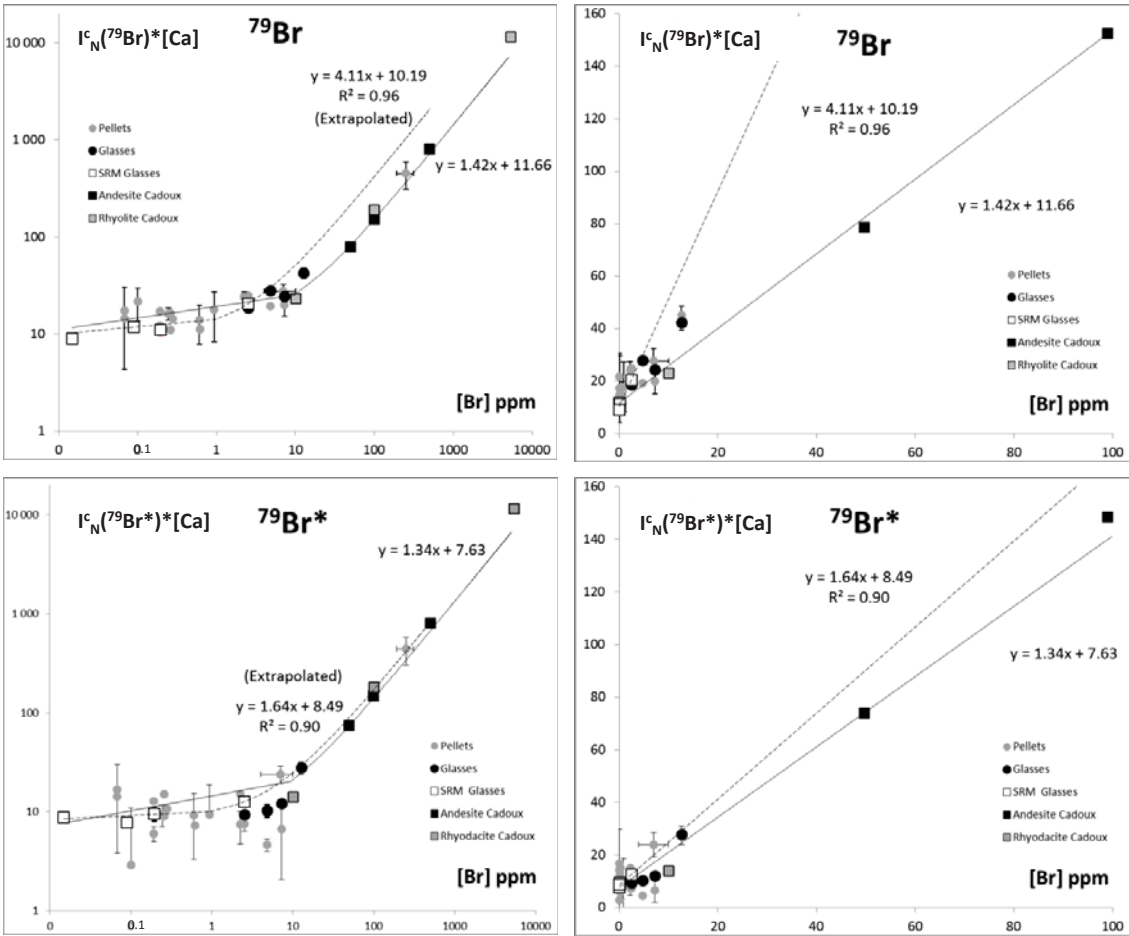 I^c_N(⁷⁹Br)*[Ca]
⁷⁹Br
10 000
1 000
100
10
1
y = 4.11x + 10.19
R² = 0.96
(Extrapolated)
y = 1.42x + 11.66
Pellets
Glasses
SRM Glasses
Andesite Cadoux
Rhyolite Cadoux
[Br] ppm
0 0.1 1 10 100 1000 10000
I^c_N(⁷⁹Br)*[Ca]
⁷⁹Br
160
140
120
100
80
60
40
20
0
y = 4.11x + 10.19
R² = 0.96
y = 1.42x + 11.66
Pellets
Glasses
SRM Glasses
Andesite Cadoux
Rhyolite Cadoux
[Br] ppm
0 20 40 60 80 100
I^c_N(⁷⁹Br*)*[Ca]
⁷⁹Br*
10 000
1 000
100
10
1
y = 1.34x + 7.63
(Extrapolated)
y = 1.64x + 8.49
R² = 0.90
Pellets
Glasses
SRM Glasses
Andesite Cadoux
Rhyodacite Cadoux
[Br] ppm
0 0.1 1 10 100 1000 10000
I^c_N(⁷⁹Br*)*[Ca]
⁷⁹Br*
160
140
120
100
80
60
40
20
0
y = 1.64x + 8.49
R² = 0.90
y = 1.34x + 7.63
Pellets
Glasses
SRM Glasses
Andesite Cadoux
Rhyodacite Cadoux
[Br] ppm
0 20 40 60 80 100